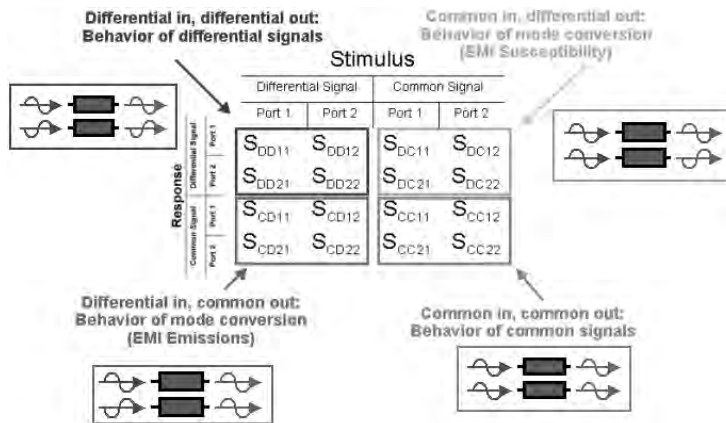 Differential in, differential out:
Behavior of differential signals
Common in, differential out:
Behavior of mode conversion
(EMI Susceptibility)
Stimulus
Differential Signal Common Signal
Port 1 Port 2 Port 1 Port 2
Response
Differential Signal
Port 1
SDD11 SDD12 SDC11 SDC12
Port 2
SDD21 SDD22 SDC21 SDC22
Common Signal
Port 1
SCD11 SCD12 SCC11 SCC12
Port 2
SCD21 SCD22 SCC21 SCC22
Differential in, common out:
Behavior of mode conversion
(EMI Emissions)
Common in, common out:
Behavior of common signals